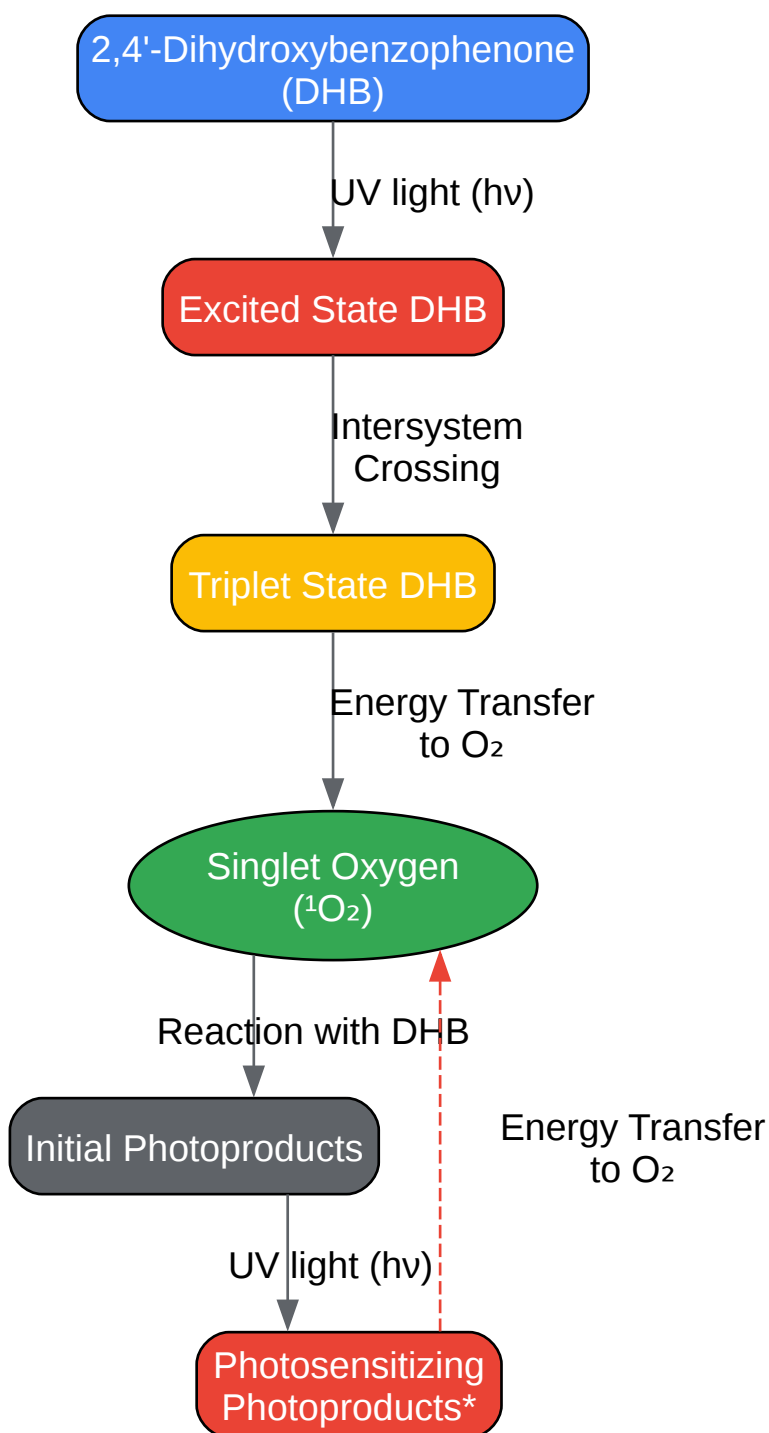 2,4'-Dihydroxybenzophenone
(DHB)
UV light (hν)
Excited State DHB
Intersystem
Crossing
Triplet State DHB
Energy Transfer
to O₂
Singlet Oxygen
(¹O₂)
Reaction with DHB
Initial Photoproducts
Energy Transfer
to O₂
UV light (hν)
Photosensitizing
Photoproducts*